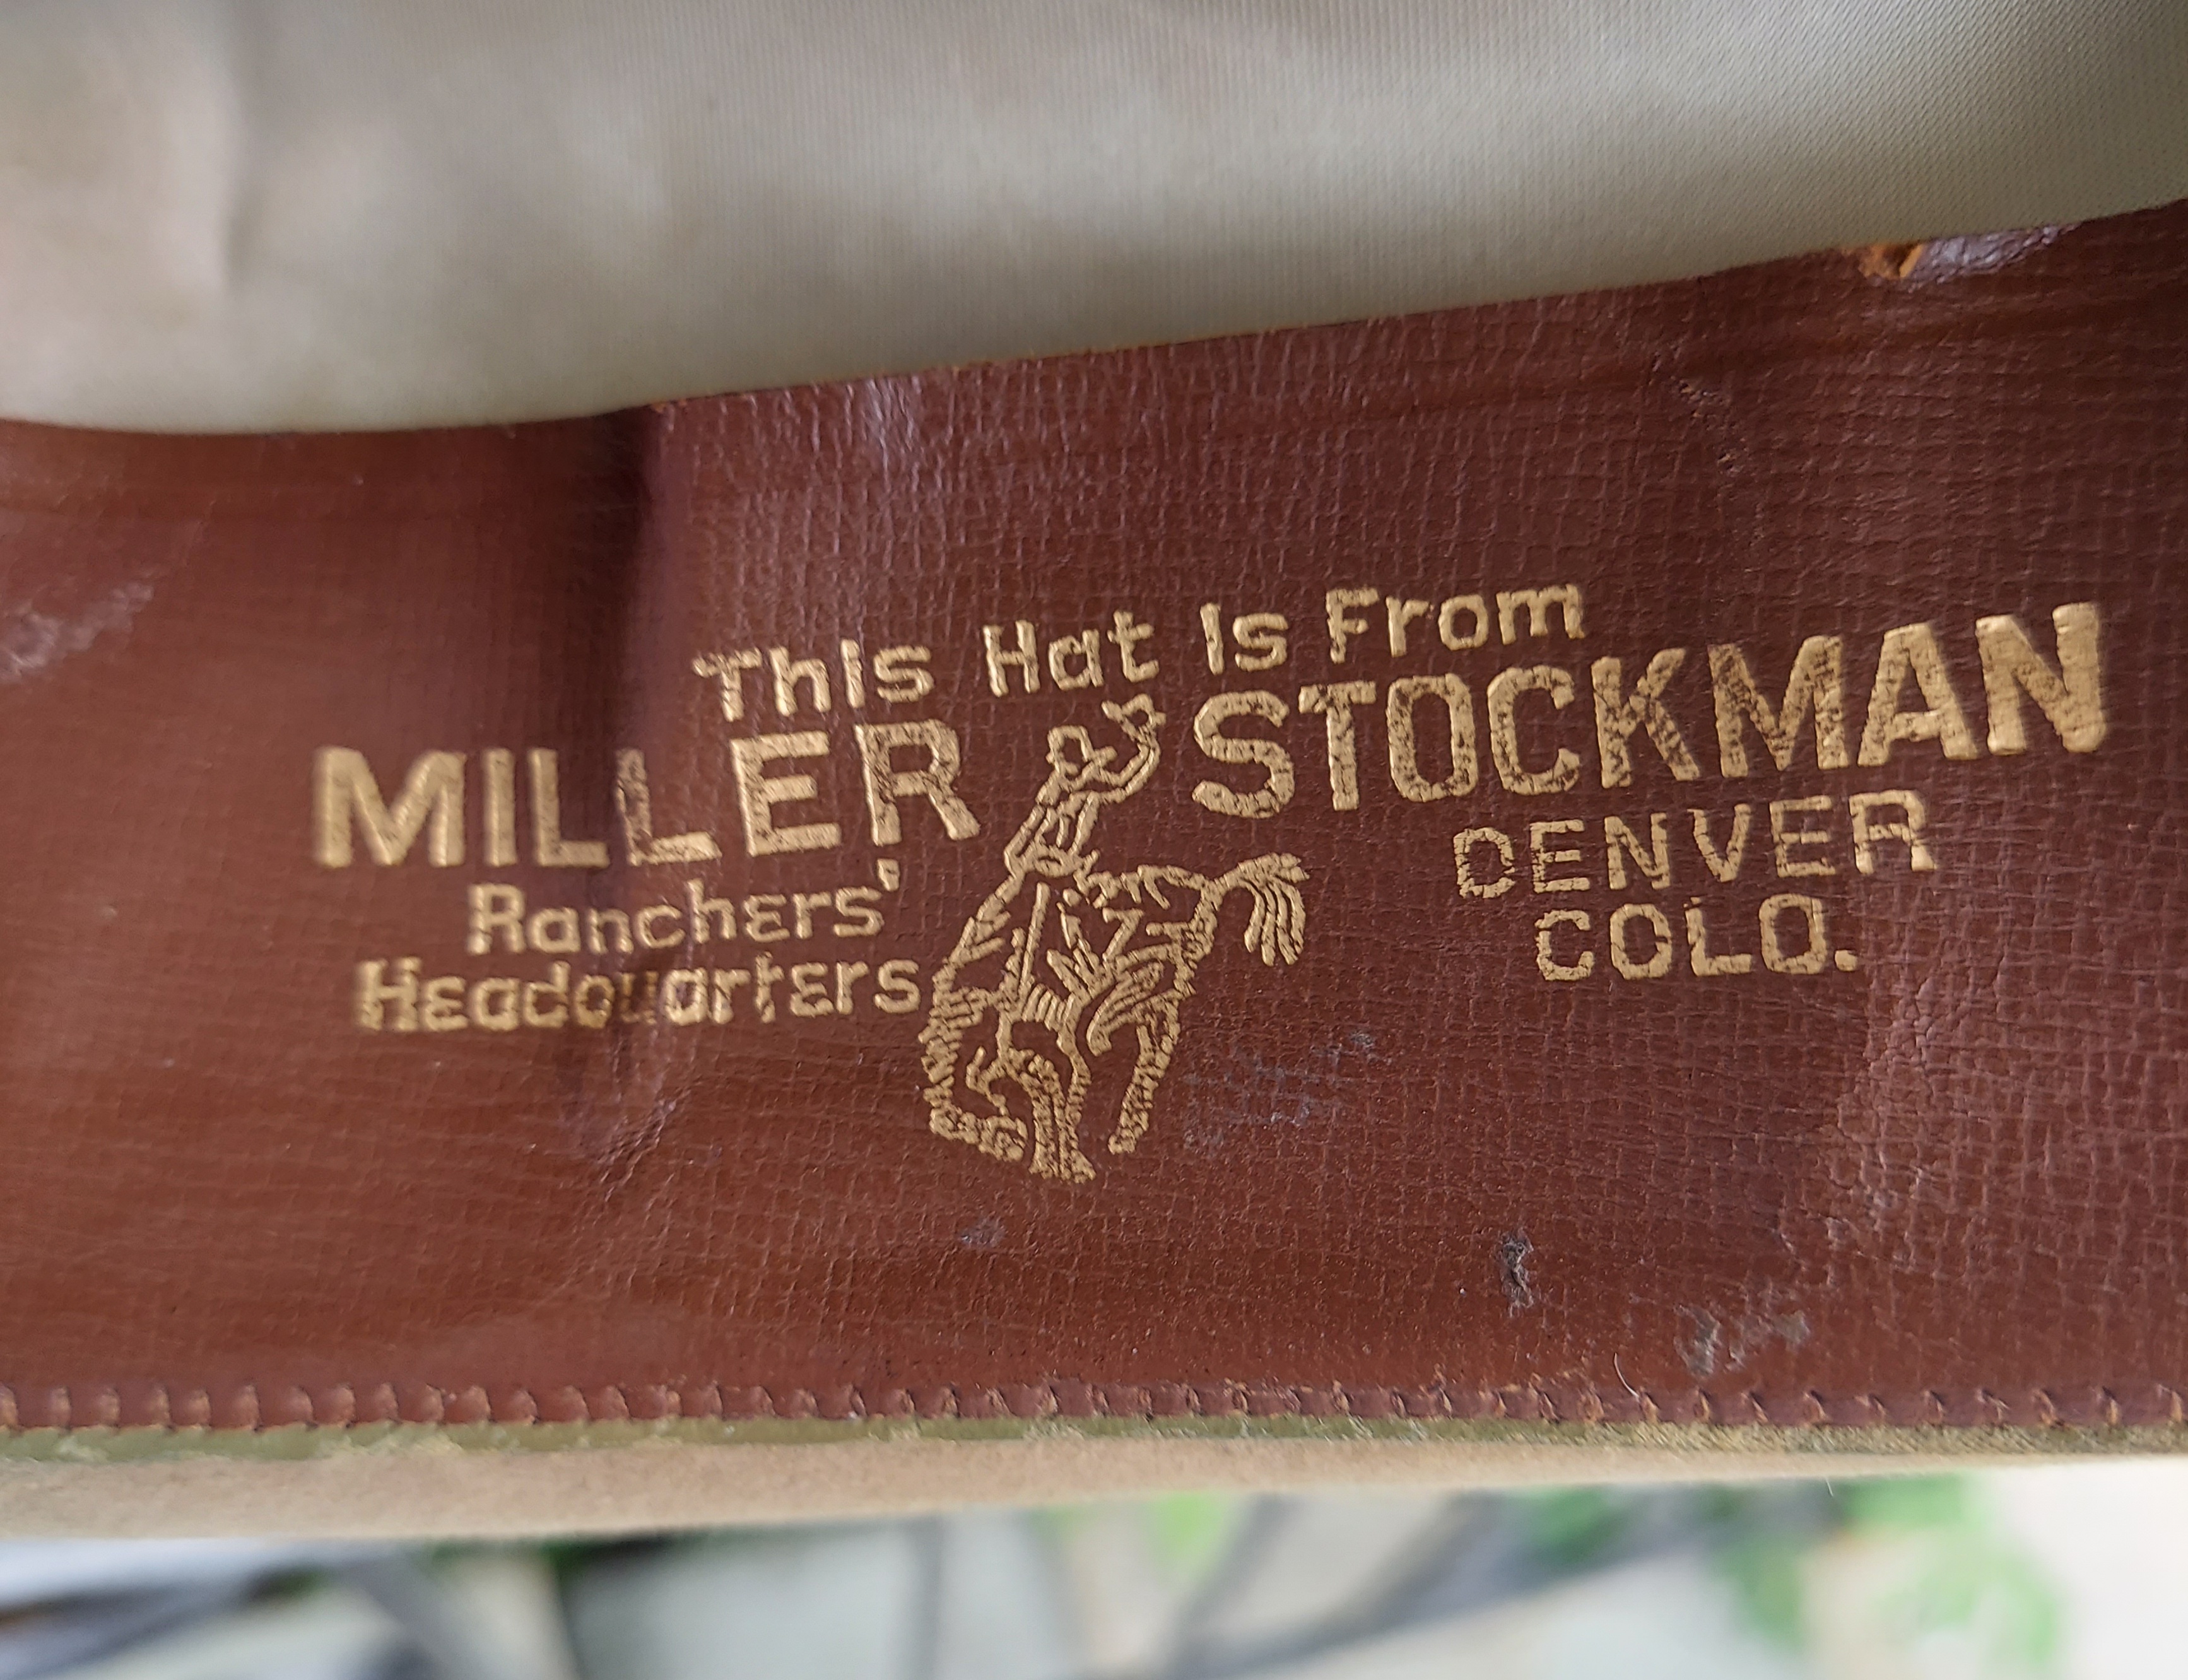 This Hat Is From
MILLER STOCKMAN
Ranchers'
Headquarters
DENVER
COLO.